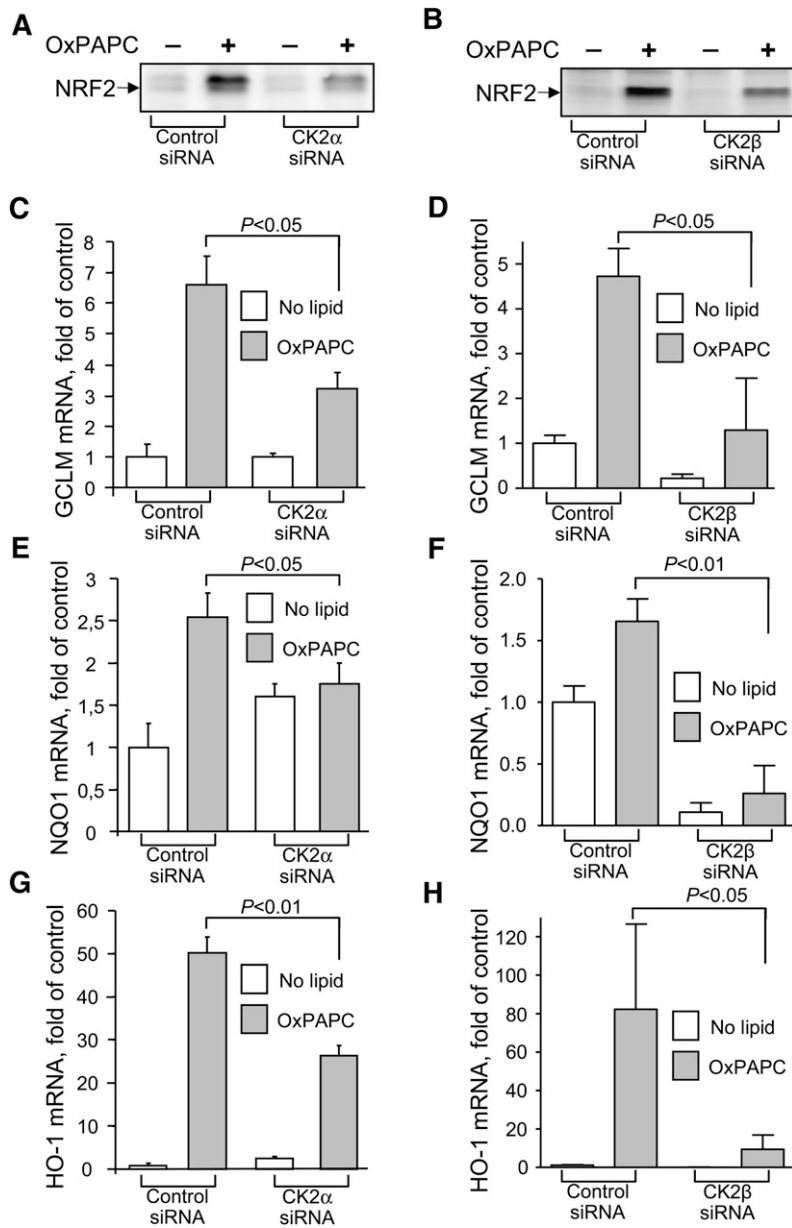 A
OxPAPC – + – +
NRF2
Control siRNA
CK2α siRNA
B
OxPAPC – + – +
NRF2
Control siRNA
CK2β siRNA
C
GCLM mRNA, fold of control
8
7
6
5
4
3
2
1
0
P<0.05
No lipid
OxPAPC
Control siRNA
CK2α siRNA
D
GCLM mRNA, fold of control
5
4
3
2
1
0
P<0.05
No lipid
OxPAPC
Control siRNA
CK2β siRNA
E
NQO1 mRNA, fold of control
3
2,5
2
1,5
1
0,5
0
P<0.05
No lipid
OxPAPC
Control siRNA
CK2α siRNA
F
NQO1 mRNA, fold of control
2.0
1.5
1.0
0.5
0.0
P<0.01
No lipid
OxPAPC
Control siRNA
CK2β siRNA
G
HO-1 mRNA, fold of control
60
50
40
30
20
10
0
P<0.01
No lipid
OxPAPC
Control siRNA
CK2α siRNA
H
HO-1 mRNA, fold of control
120
100
80
60
40
20
0
P<0.05
No lipid
OxPAPC
Control siRNA
CK2β siRNA